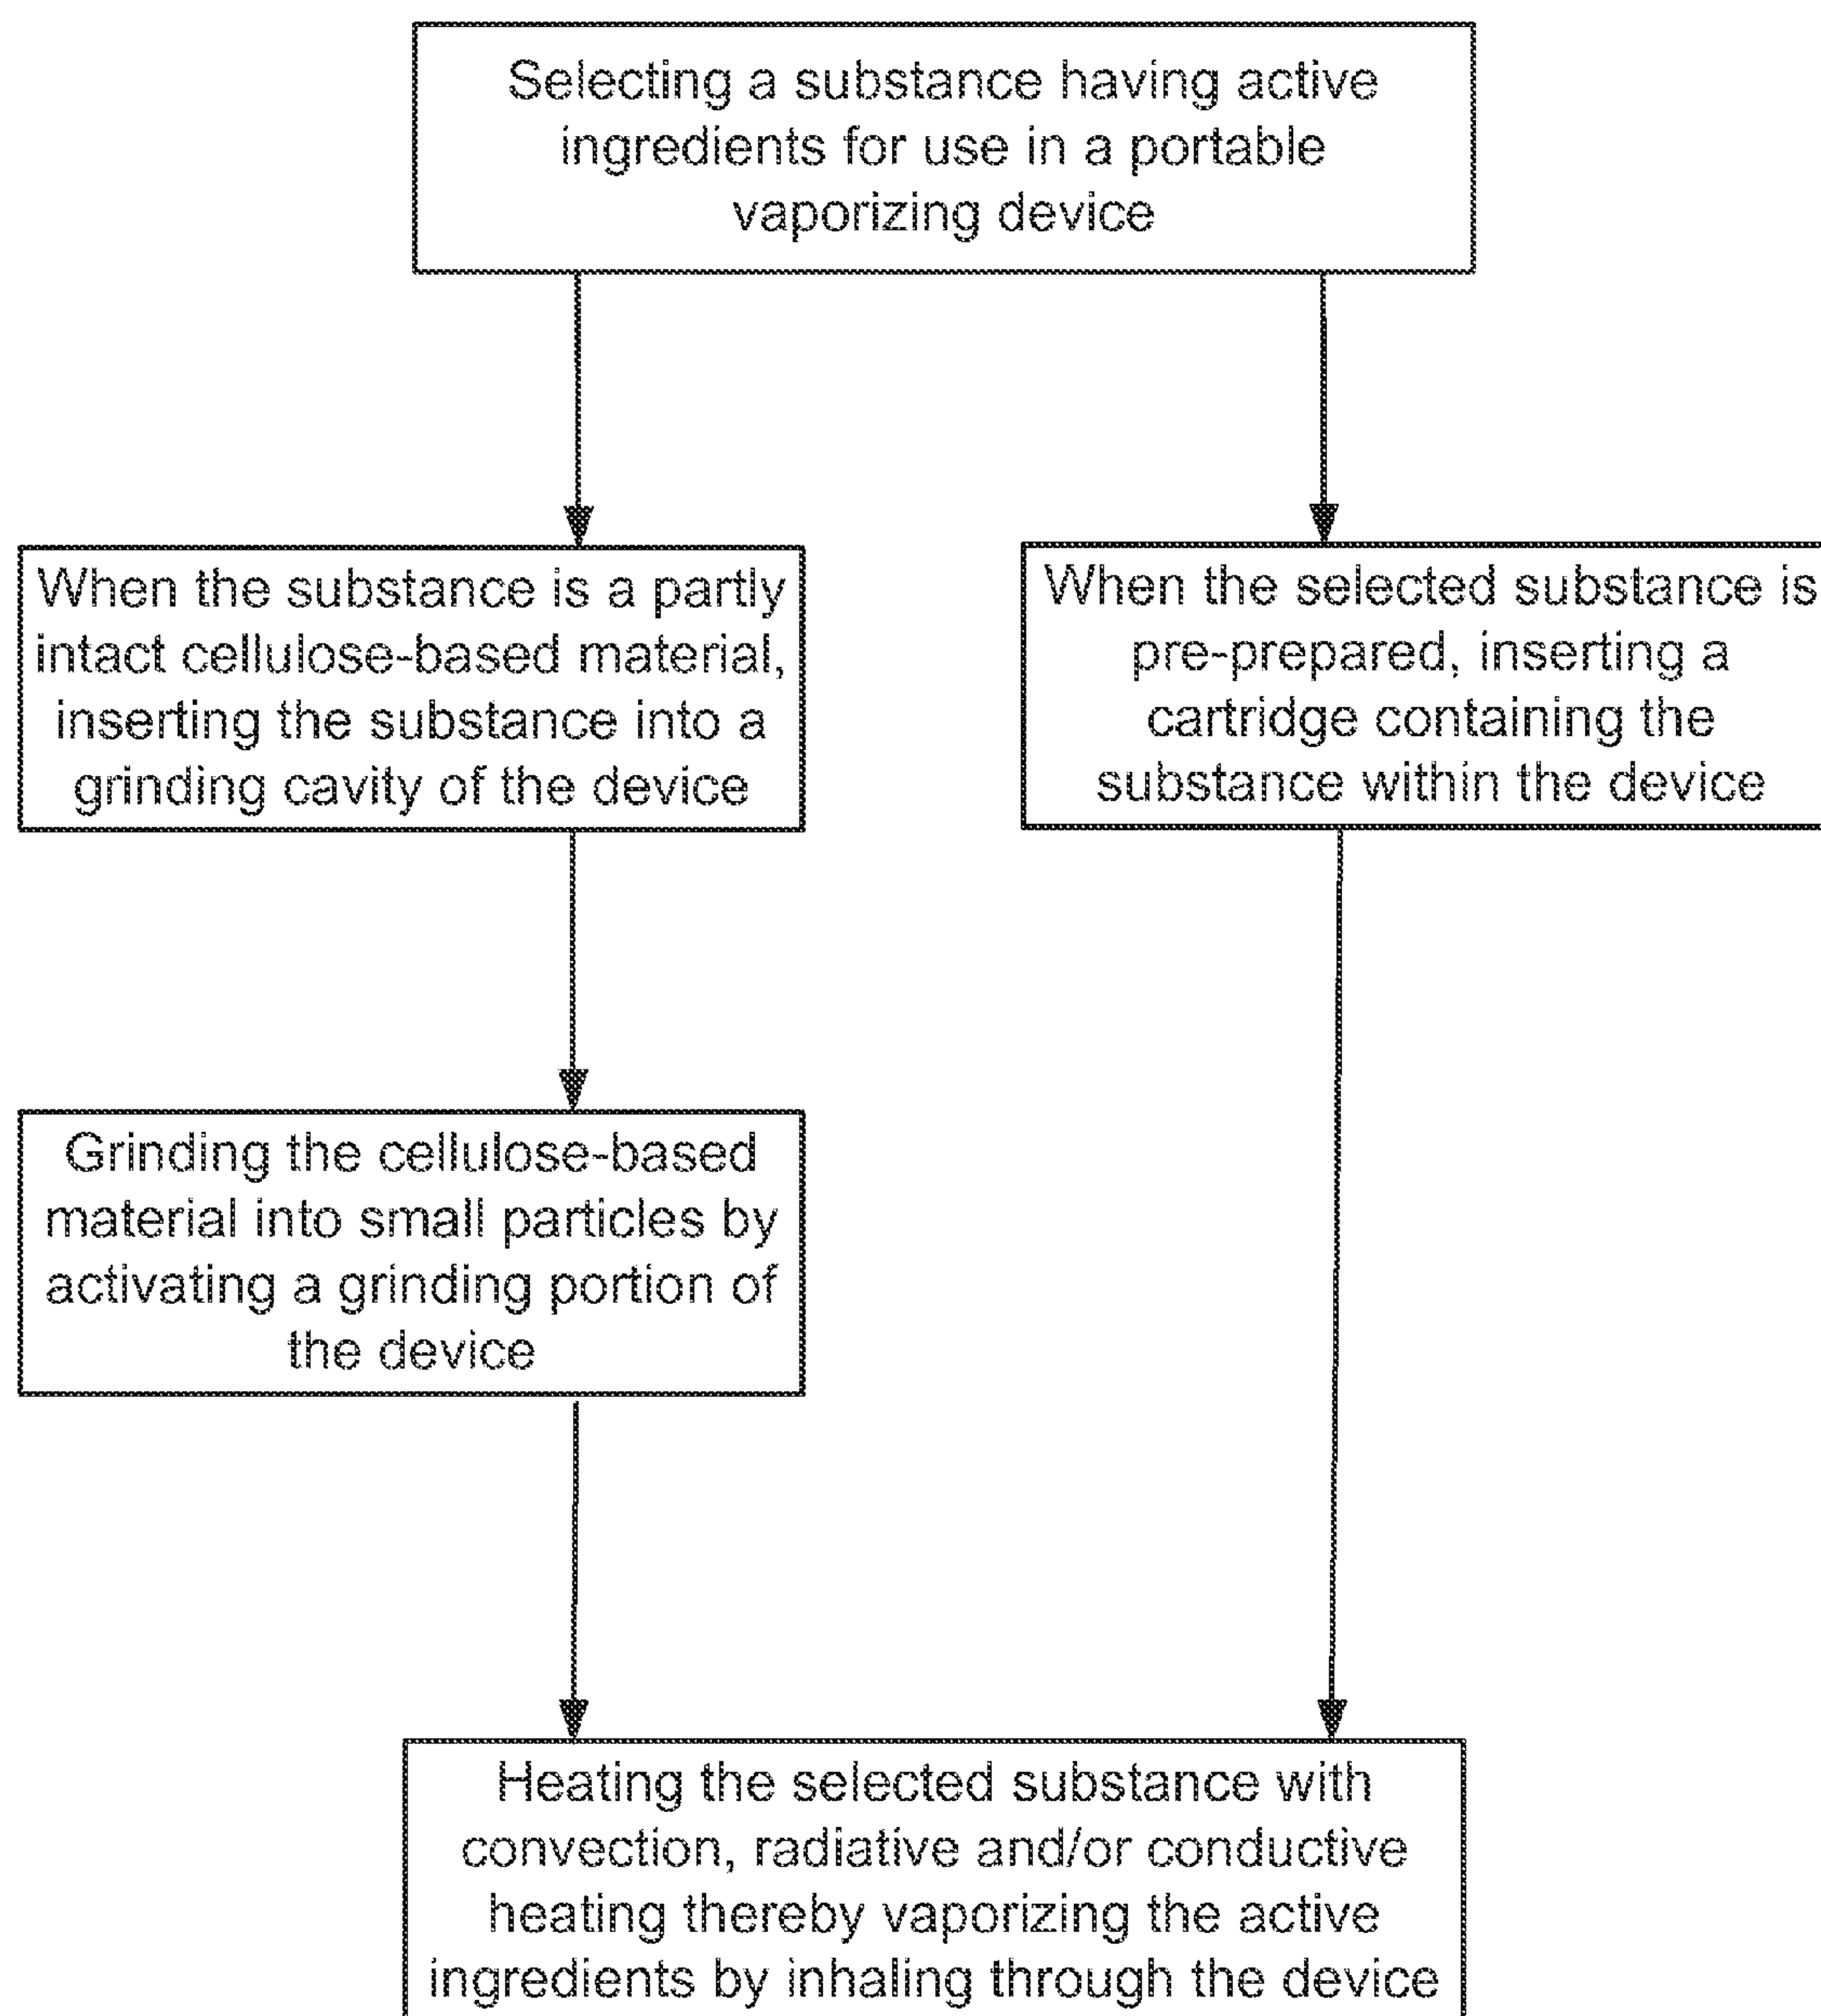 Selecting a substance having active
ingredients for use in a portable
vaporizing device
When the substance is a partly
intact cellulose-based material,
inserting the substance into a
grinding cavity of the device
When the selected substance is
pre-prepared, inserting a
cartridge containing the
substance within the device
Grinding the cellulose-based
material into small particles by
activating a grinding portion of
the device
Heating the selected substance with
convection, radiative and/or conductive
heating thereby vaporizing the active
ingredients by inhaling through the device